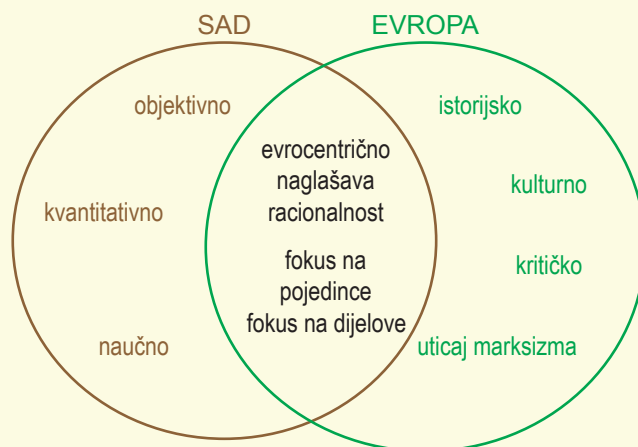 SAD
EVROPA
objektivno
kvantitativno
naučno
evrocentrično
naglašava
racionalnost
fokus na
pojedince
fokus na dijelove
istorijsko
kulturno
kritičko
uticaj marksizma